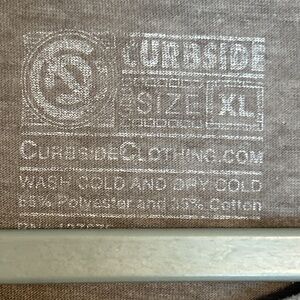 CURBSIDE
SIZE XL
CURBSIDECLOTHING.COM
WASH COLD AND DRY COLD
65% Polyester and 35% Cotton